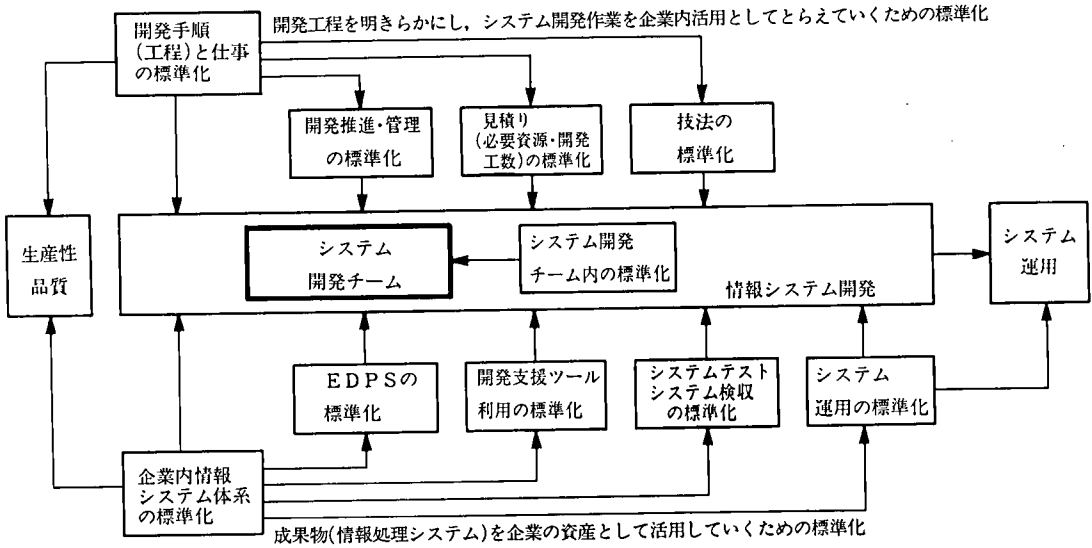 開発工程を明きらかにし，システム開発作業を企業内活用としてとらえていくための標準化
開発手順
(工程)と仕事
の標準化
開発推進・管理
の標準化
見積り
(必要資源・開発
工数)の標準化
技法の
標準化
生産性
品質
システム
開発チーム
システム開発
チーム内の標準化
情報システム開発
システム
運用
EDPSの
標準化
開発支援ツール
利用の標準化
システムテスト
システム検収
の標準化
システム
運用の標準化
企業内情報
システム体系
の標準化
成果物(情報処理システム)を企業の資産として活用していくための標準化